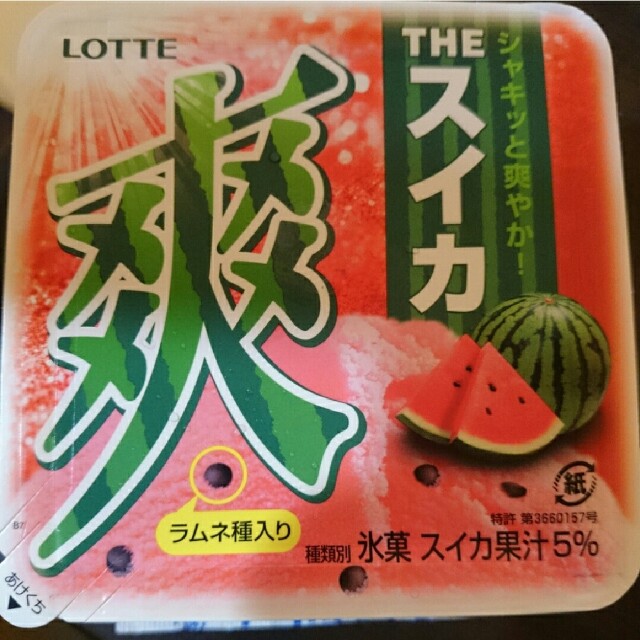 LOTTE
爽
THE
スイカ
シャキッと爽やか!
ラムネ種入り
紙
特許 第3660157号
種類別 氷菓 スイカ果汁5%
あけくち